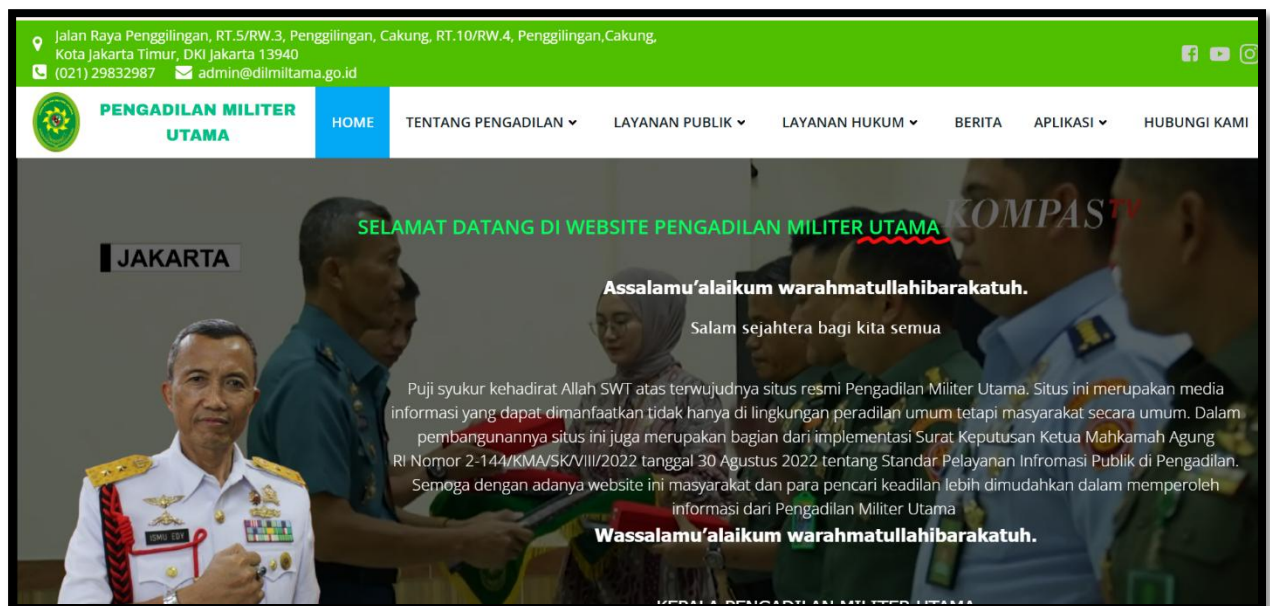 Jalan Raya Penggilingan, RT.5/RW.3, Penggilingan, Cakung, RT.10/RW.4, Penggilingan,Cakung,
Kota Jakarta Timur, DKI Jakarta 13940
(021) 29832987 admin@dilmiltama.go.id
PENGADILAN MILITER
UTAMA
HOME TENTANG PENGADILAN LAYANAN PUBLIK LAYANAN HUKUM BERITA APLIKASI HUBUNGI KAMI
KOMPAS TV
SELAMAT DATANG DI WEBSITE PENGADILAN MILITER UTAMA
JAKARTA
Assalamu’alaikum warahmatullahibarakatuh.
Salam sejahtera bagi kita semua
Puji syukur kehadirat Allah SWT atas terwujudnya situs resmi Pengadilan Militer Utama. Situs ini merupakan media
informasi yang dapat dimanfaatkan tidak hanya di lingkungan peradilan umum tetapi masyarakat secara umum. Dalam
pembangunannya situs ini juga merupakan bagian dari implementasi Surat Keputusan Ketua Mahkamah Agung
RI Nomor 2-144/KMA/SK/VIII/2022 tanggal 30 Agustus 2022 tentang Standar Pelayanan Infromasi Publik di Pengadilan.
Semoga dengan adanya website ini masyarakat dan para pencari keadilan lebih dimudahkan dalam memperoleh
informasi dari Pengadilan Militer Utama
Wassalamu’alaikum warahmatullahibarakatuh.
ISMU EDY
KEPALA PENGADILAN MILITER UTAMA